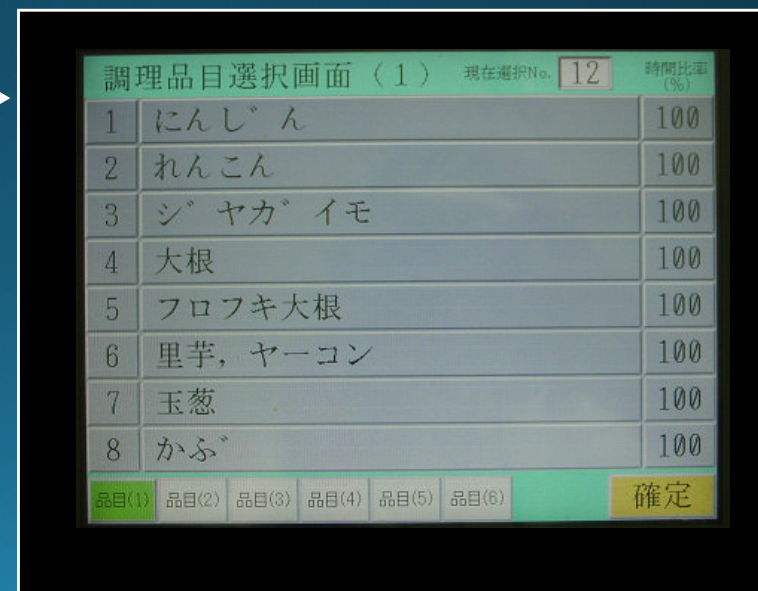 調理品目選択画面（1） 現在選択No. 12 時間比率
(%)
1 にんじ゛ん 100
2 れんこん 100
3 シ゛ヤカ゛イモ 100
4 大根 100
5 フロフキ大根 100
6 里芋，ヤーコン 100
7 玉葱 100
8 かふ゛ 100
品目(1) 品目(2) 品目(3) 品目(4) 品目(5) 品目(6) 確定